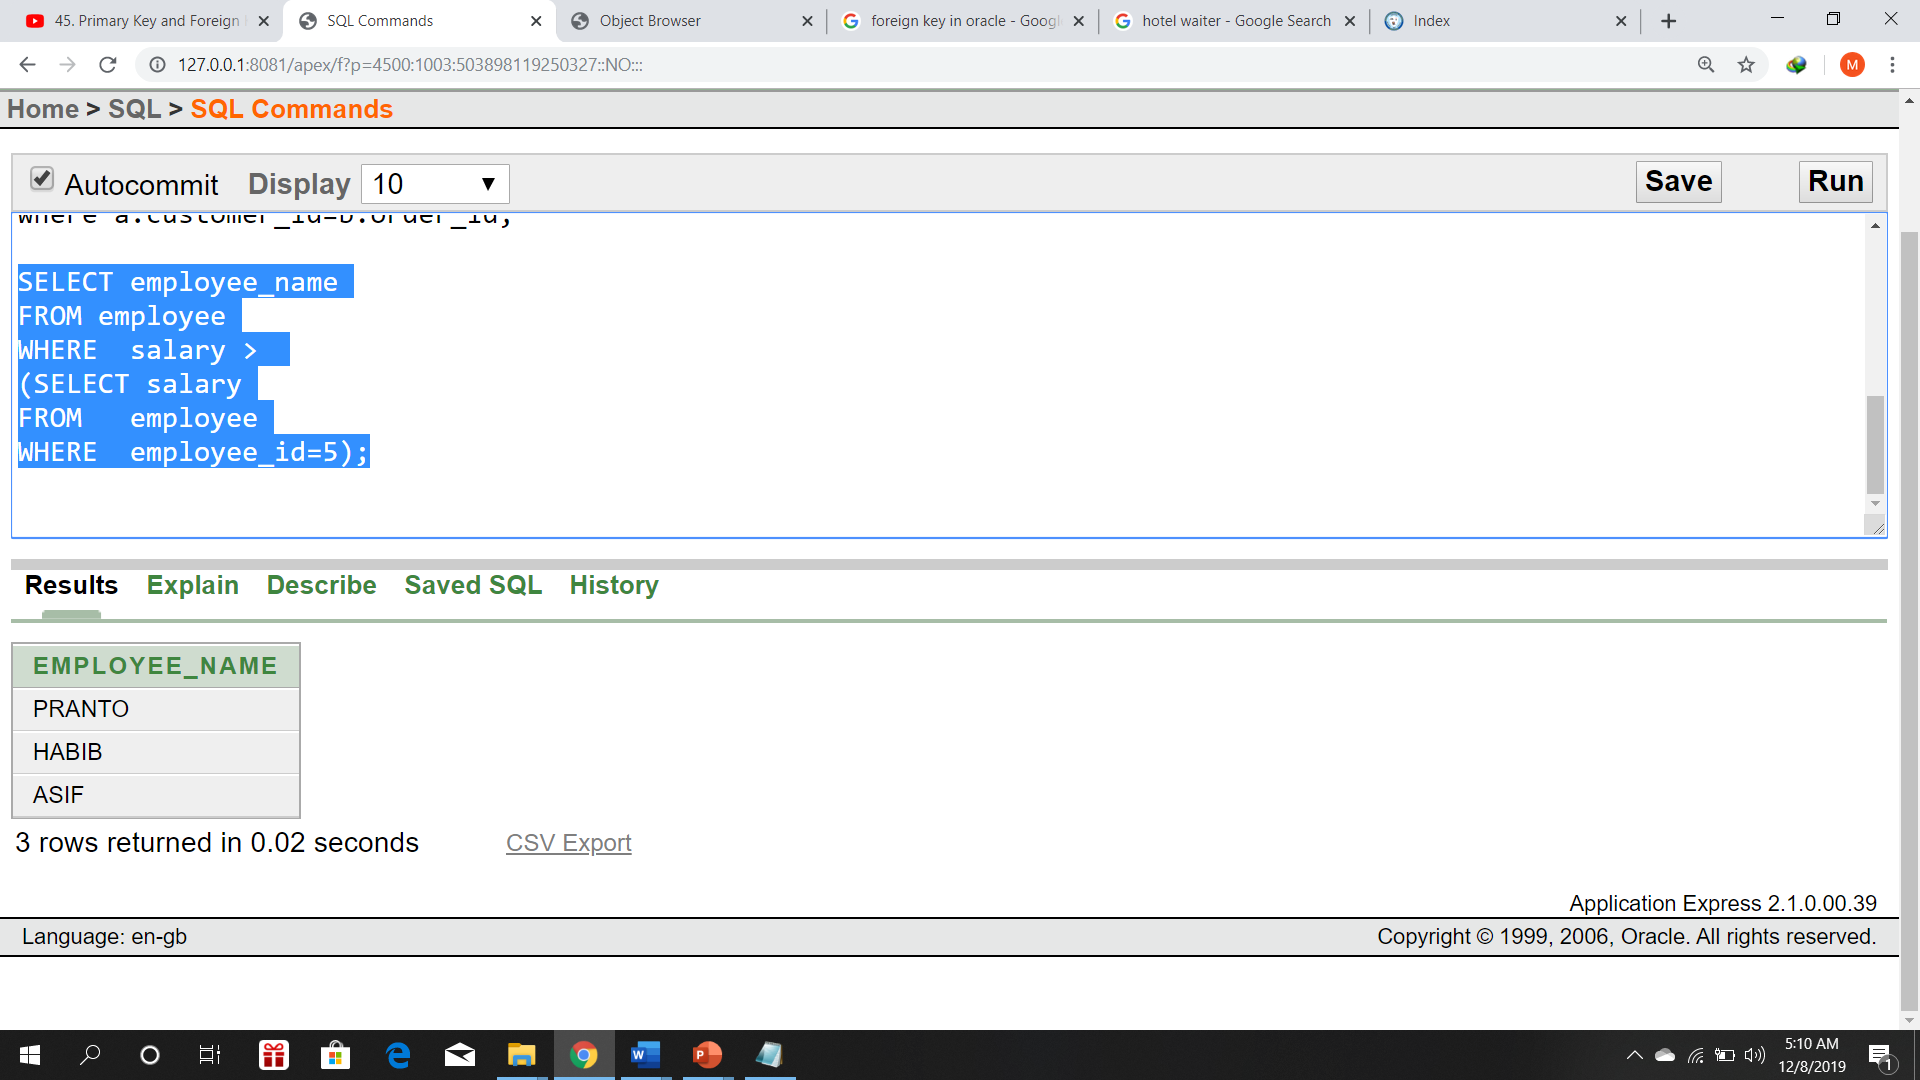 45. Primary Key and Foreign
SQL Commands
Object Browser
foreign key in oracle - Googl
hotel waiter - Google Search
Index
127.0.0.1:8081/apex/f?p=4500:1003:503898119250327::NO:::
M
Home > SQL > SQL Commands
Autocommit Display 10 Save Run
where a.customer_id=b.order_id;
SELECT employee_name
FROM employee
WHERE  salary >
(SELECT salary
FROM   employee
WHERE  employee_id=5);
Results Explain Describe Saved SQL History
EMPLOYEE_NAME
PRANTO
HABIB
ASIF
3 rows returned in 0.02 seconds CSV Export
Application Express 2.1.0.00.39
Language: en-gb Copyright © 1999, 2006, Oracle. All rights reserved.
5:10 AM
12/8/2019
1